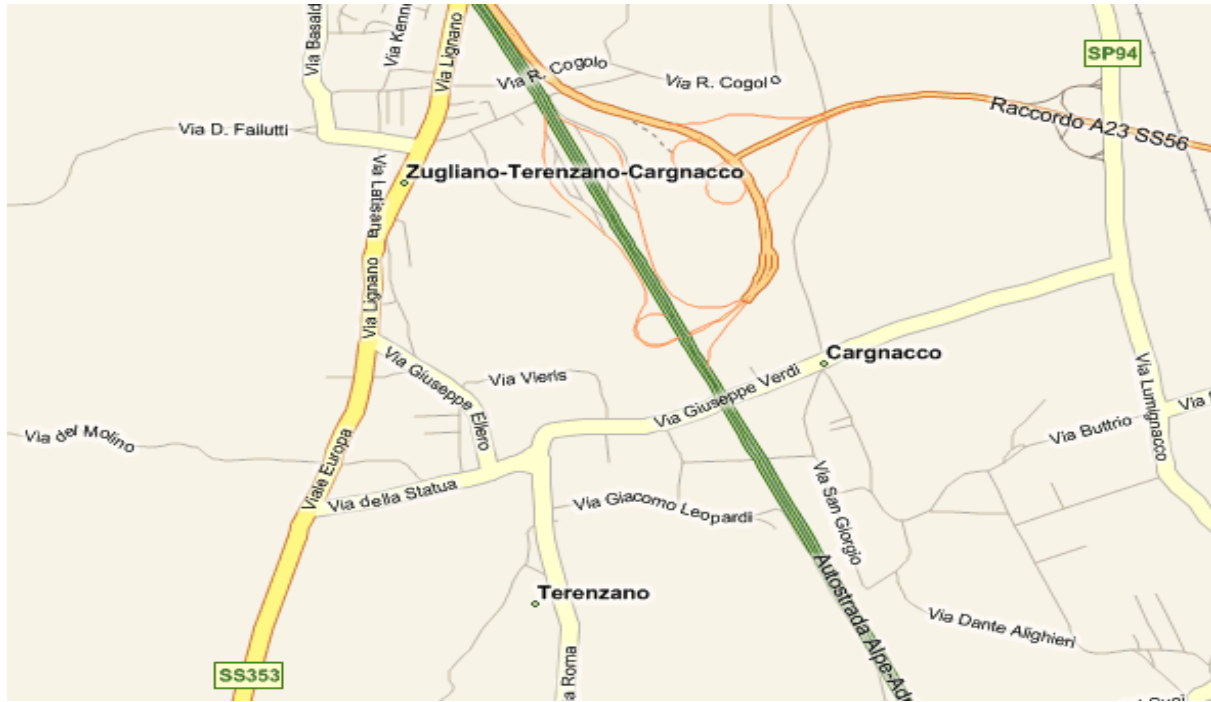 Via Basald
Via Kenn
Via Lignano
SP94
Via R. Cogolo
Via R. Cogolo
Raccordo A23 SS56
Via D. Failutti
Via Latisana
Zugliano-Terenzano-Cargnacco
Via Lignano
Cargnacco
Via Giuseppe Ellero
Via Vieris
Via Giuseppe Verdi
Via Lumignacco
Via
Via Buttrio
Via del Molino
Viale Europa
Via della Statua
Via San Giorgio
Via Giacomo Leopardi
Terenzano
Autostrada Alpe-Ad
Via Dante Alighieri
SS353
a Roma